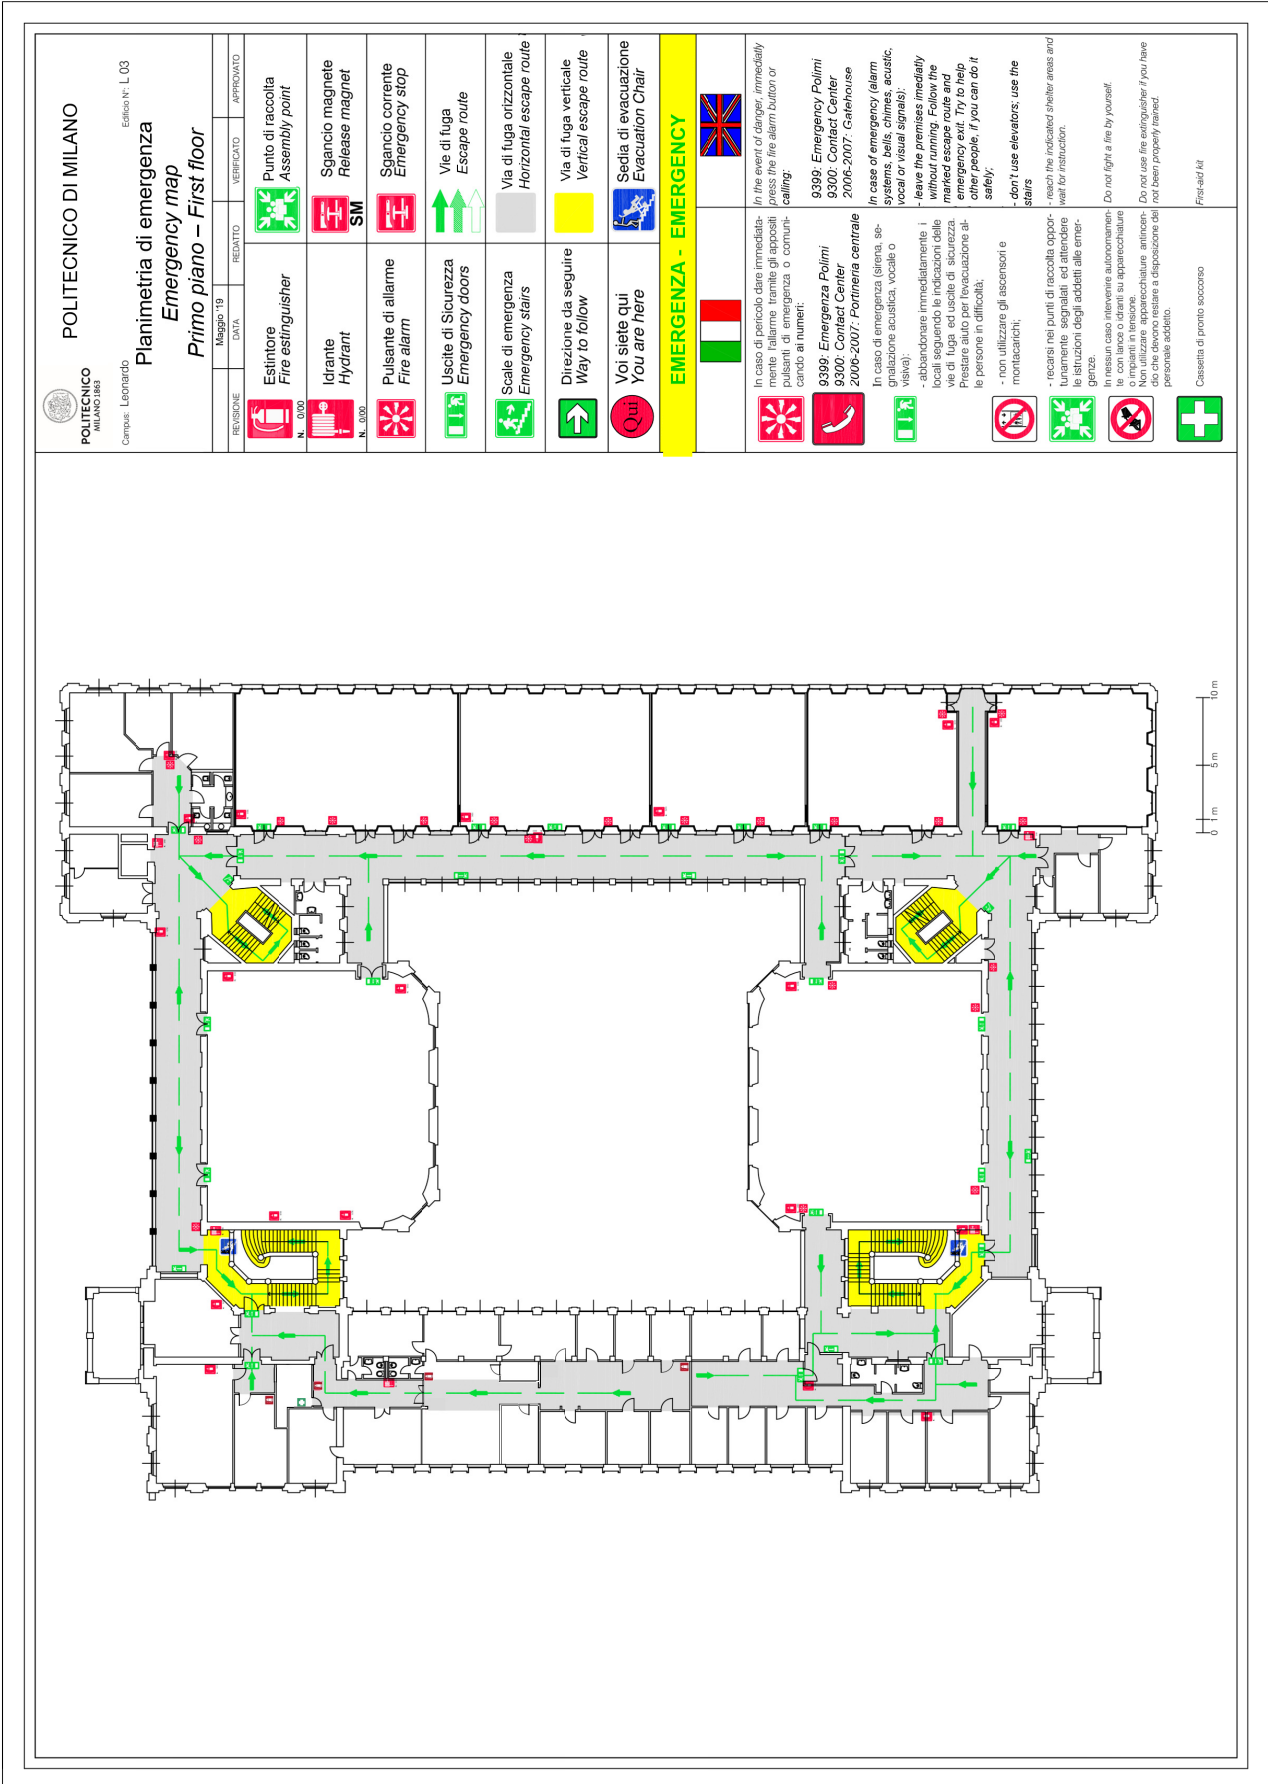 POLITECNICO
MILANO 1863
POLITECNICO DI MILANO
Campus: Leonardo
Edificio N°: L 03
Planimetria di emergenza
Emergency map
Primo piano – First floor
Maggio '19
REVISIONE
DATA
REDATTO
VERIFICATO
APPROVATO
Estintore
Fire estinguisher
N. 0/00
Punto di raccolta
Assembly point
Idrante
Hydrant
N. 0/00
Sgancio magnete
Release magnet
SM
Pulsante di allarme
Fire alarm
Sgancio corrente
Emergency stop
Uscite di Sicurezza
Emergency doors
Vie di fuga
Escape route
Scale di emergenza
Emergency stairs
Via di fuga orizzontale
Horizontal escape route
Direzione da seguire
Way to follow
Via di fuga verticale
Vertical escape route
Qui
Voi siete qui
You are here
Sedia di evacuazione
Evacuation Chair
EMERGENZA - EMERGENCY
In caso di pericolo dare immediata-
mente l'allarme tramite gli appositi
pulsanti di emergenza o comuni-
cando ai numeri:
9399: Emergenza Polimi
9300: Contact Center
2006-2007: Portineria centrale
In caso di emergenza (sirena, se-
gnalazione acustica, vocale o
visiva):
- abbandonare immediatamente i
locali seguendo le indicazioni delle
vie di fuga ed uscite di sicurezza.
Prestare aiuto per l'evacuazione al-
le persone in difficoltà;
- non utilizzare gli ascensori e
montacarichi;
- recarsi nei punti di raccolta oppor-
tunamente segnalati ed attendere
le istruzioni degli addetti alle emer-
genze.
In nessun caso intervenire autonomamen-
te con lance o idranti su apparecchiature
o impianti in tensione.
Non utilizzare apparecchiature antincen-
dio che devono restare a disposizione del
personale addetto.
Cassetta di pronto soccorso
In the event of danger, immediatly
press the fire alarm button or
calling:
9399: Emergency Polimi
9300: Contact Center
2006-2007: Gatehouse
In case of emergency (alarm
systems, bells, chimes, acustic,
vocal or visual signals):
- leave the premises imediatly
without running. Follow the
marked escape route and
emergency exit. Try to help
other people, if you can do it
safely;
- don't use elevators; use the
stairs
- reach the indicated shelter areas and
wait for instruction.
Do not fight a fire by yourself.
Do not use fire extinguisher if you have
not been properly trained.
First-aid kit
0 1 m 5 m 10 m